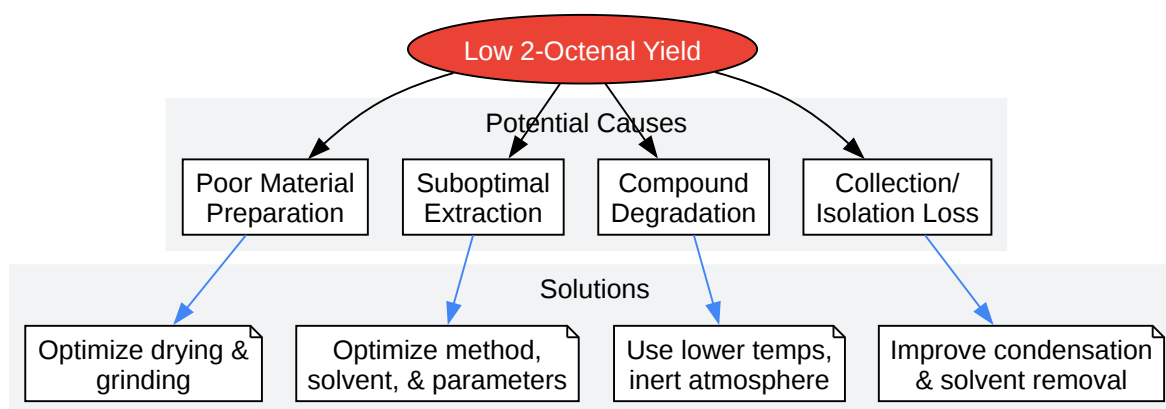 Low 2-Octenal Yield
Potential Causes
Poor Material
Preparation
Suboptimal
Extraction
Compound
Degradation
Collection/
Isolation Loss
Solutions
Optimize drying &
grinding
Optimize method,
solvent, & parameters
Use lower temps,
inert atmosphere
Improve condensation
& solvent removal